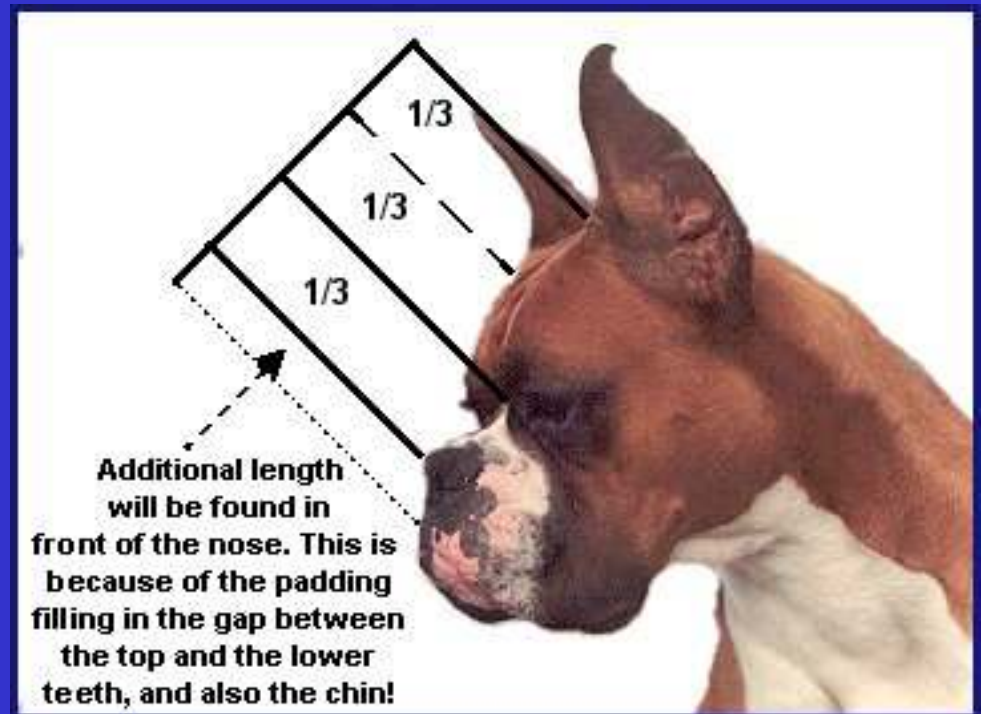 1/3
1/3
1/3
Additional length
will be found in
front of the nose. This is
because of the padding
filling in the gap between
the top and the lower
teeth, and also the chin!